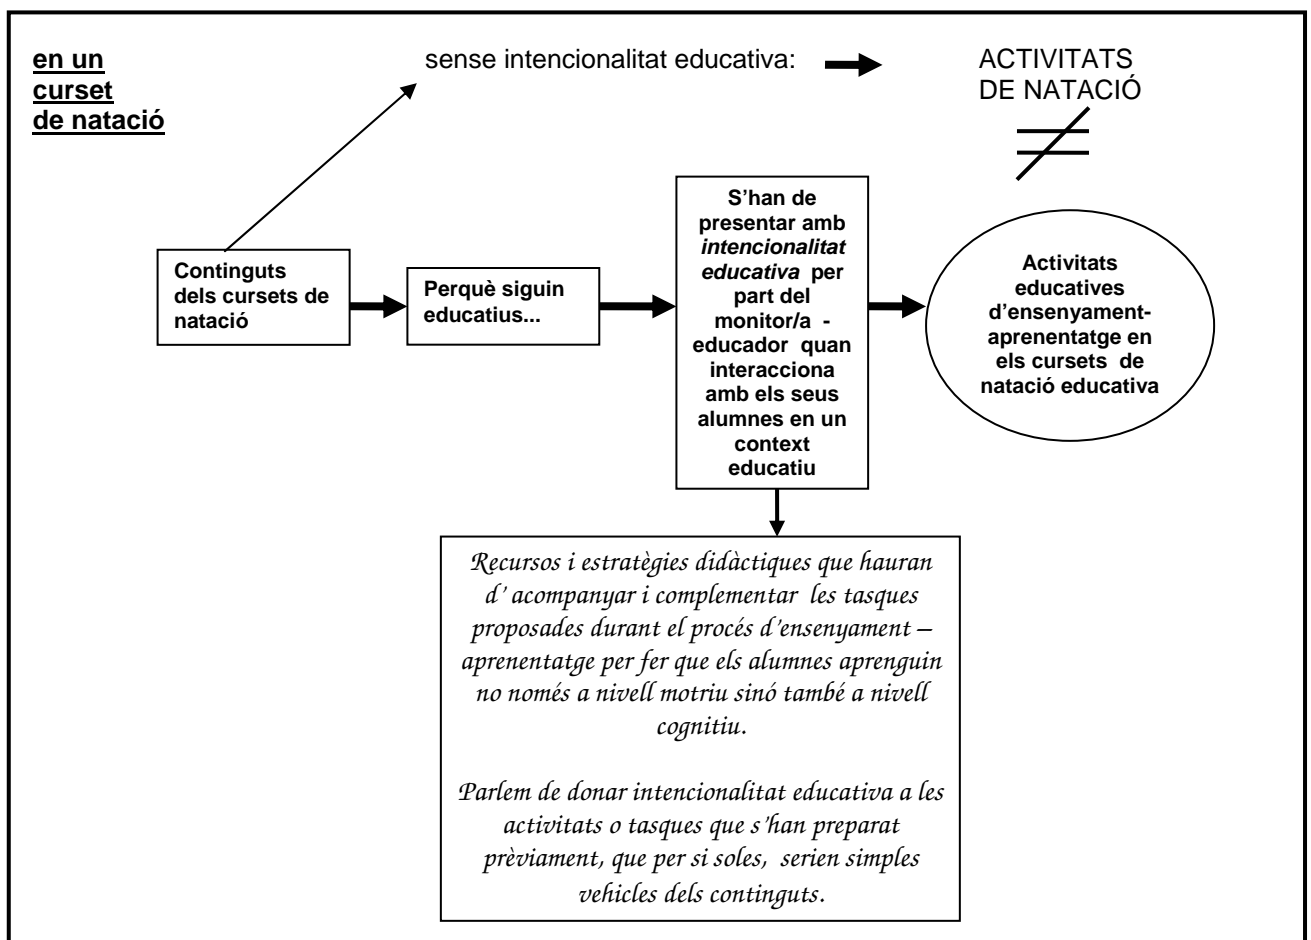 en un
curset
de natació
sense intencionalitat educativa:
ACTIVITATS
DE NATACIÓ
Continguts
dels cursets de
natació
Perquè siguin
educatius...
S'han de
presentar amb
intencionalitat
educativa per
part del
monitor/a -
educador quan
interacciona
amb els seus
alumnes en un
context
educatiu
Activitats
educatives
d'ensenyament-
aprenentatge en
els cursets de
natació educativa
Recursos i estratègies didàctiques que hauran
d' acompanyar i complementar les tasques
proposades durant el procés d'ensenyament –
aprenentatge per fer que els alumnes aprenguin
no només a nivell motriu sinó també a nivell
cognitiu.
Parlem de donar intencionalitat educativa a les
activitats o tasques que s'han preparat
prèviament, que per si soles, serien simples
vehicles dels continguts.